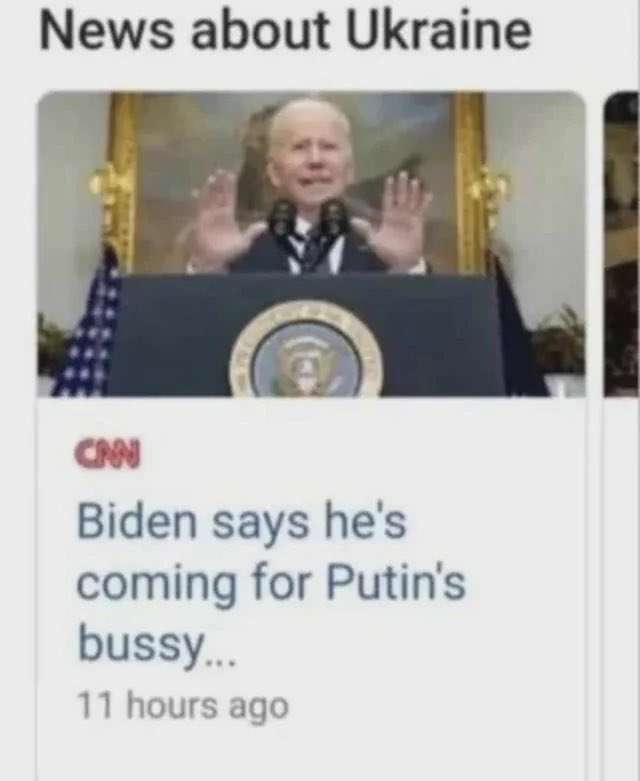 News about Ukraine
CNN
Biden says he's
coming for Putin's
bussy...
11 hours ago